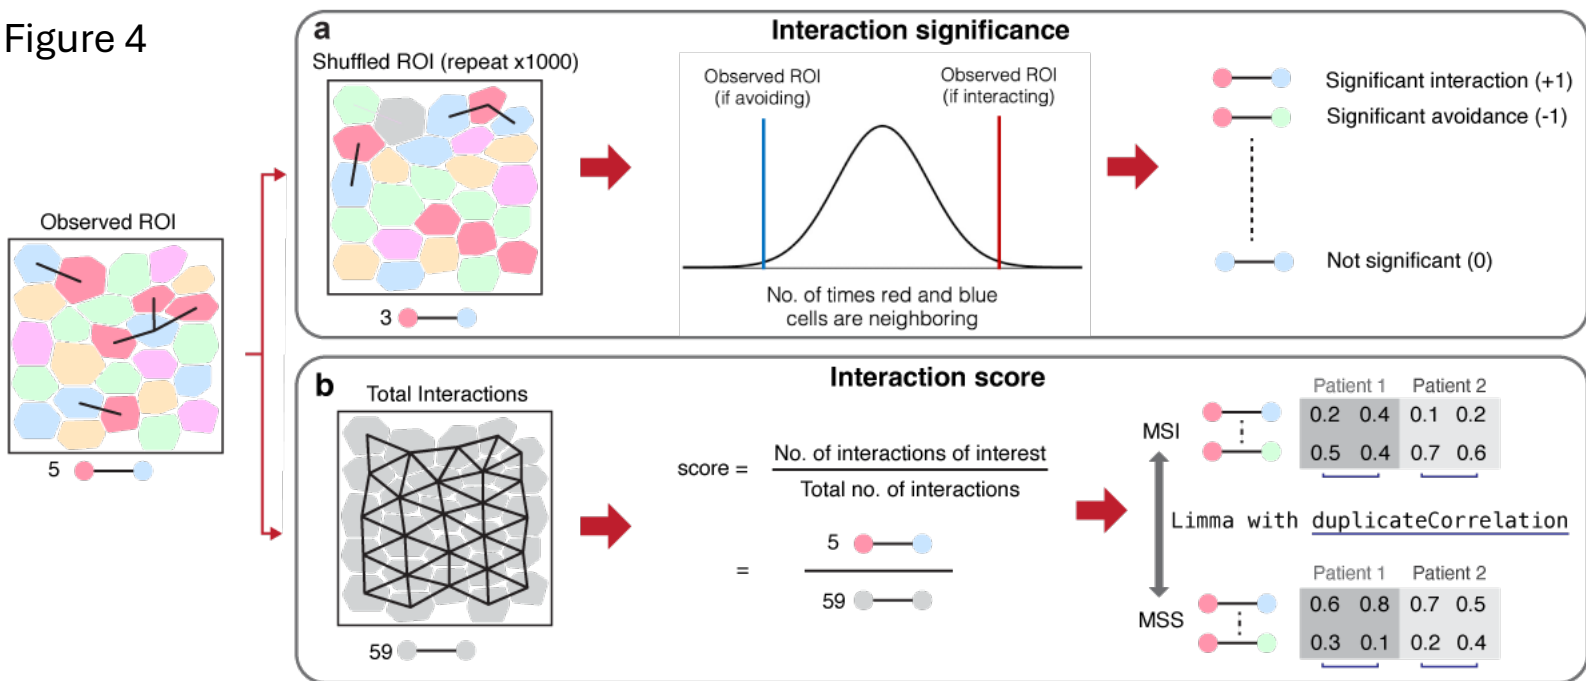 Figure 4
Observed ROI
5
a
Interaction significance
Shuffled ROI (repeat x1000)
3
Observed ROI
(if avoiding)
Observed ROI
(if interacting)
No. of times red and blue
cells are neighboring
Significant interaction (+1)
Significant avoidance (-1)
Not significant (0)
b
Interaction score
Total Interactions
59
score =
No. of interactions of interest
Total no. of interactions
=
5
59
MSI
Patient 1 Patient 2
0.2 0.4 0.1 0.2
0.5 0.4 0.7 0.6
Limma with duplicateCorrelation
MSS
Patient 1 Patient 2
0.6 0.8 0.7 0.5
0.3 0.1 0.2 0.4